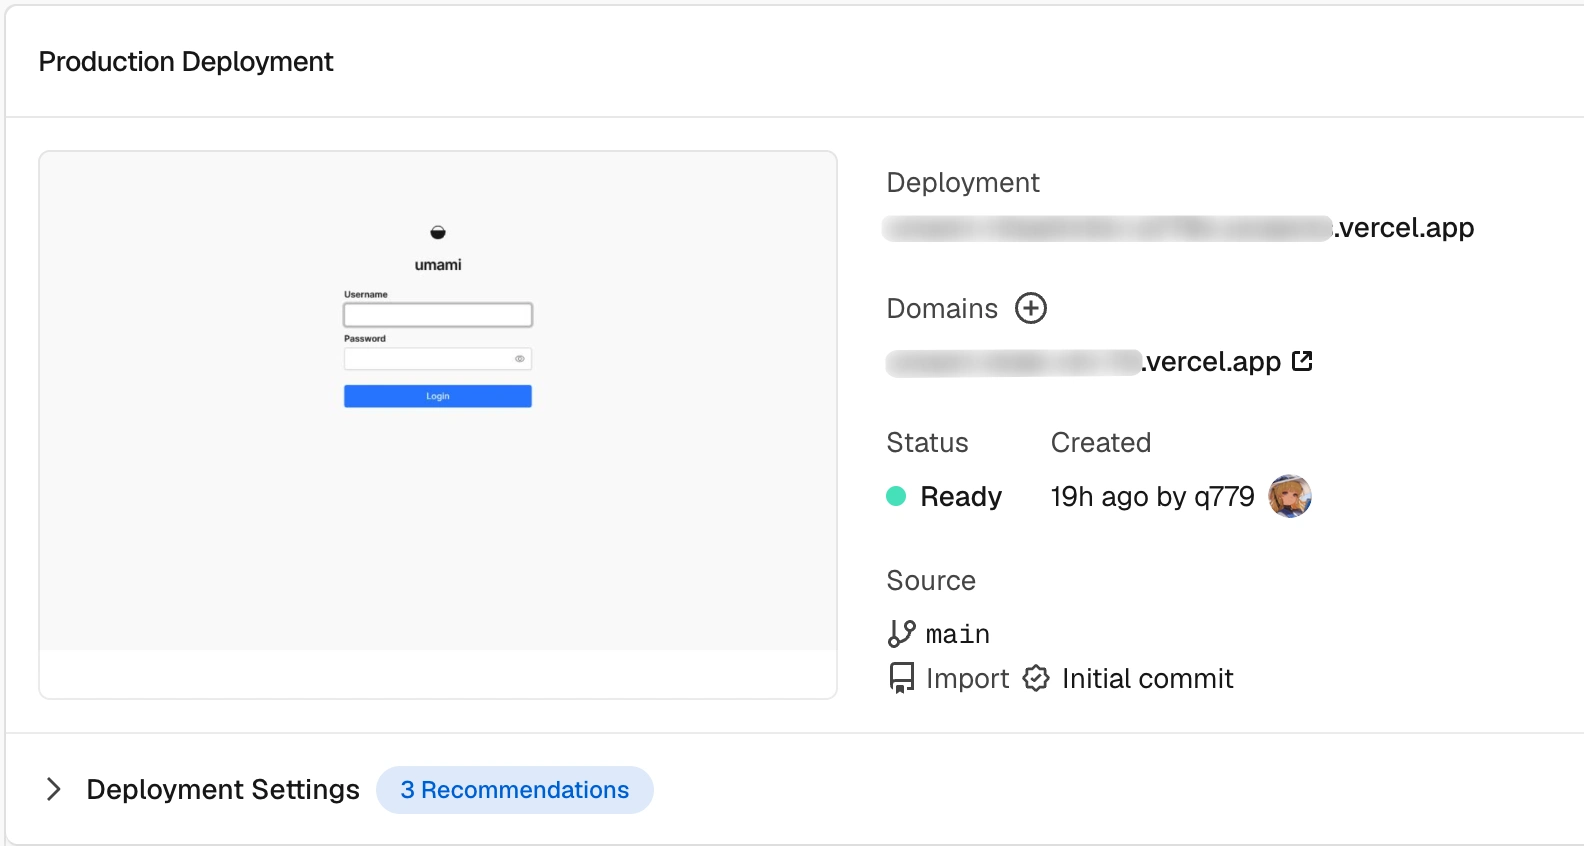 Production Deployment
umami
Username
Password
Login
Deployment
.vercel.app
Domains
.vercel.app
Status Created
Ready 19h ago by q779
Source
main
Import Initial commit
Deployment Settings 3 Recommendations